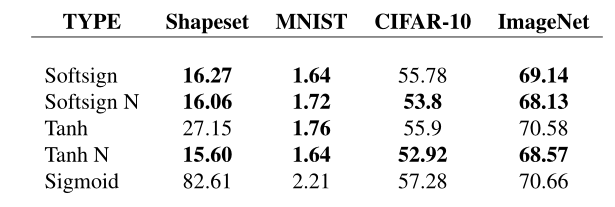 TYPE Shapeset MNIST CIFAR-10 ImageNet
Softsign 16.27 1.64 55.78 69.14
Softsign N 16.06 1.72 53.8 68.13
Tanh 27.15 1.76 55.9 70.58
Tanh N 15.60 1.64 52.92 68.57
Sigmoid 82.61 2.21 57.28 70.66